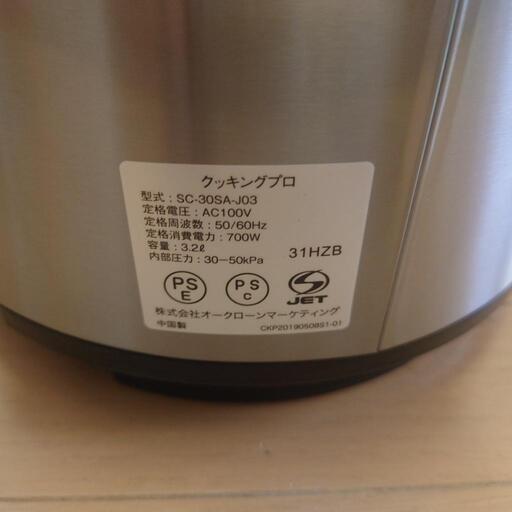 クッキングプロ
型式：SC-30SA-J03
定格電圧：AC100V
定格周波数：50/60Hz
定格消費電力：700W
容量：3.2ℓ
内部圧力：30－50kPa
31HZB
PS
E
PS
C
S
JET
株式会社オークローンマーケティング
中国製
CKP20190508S1-01